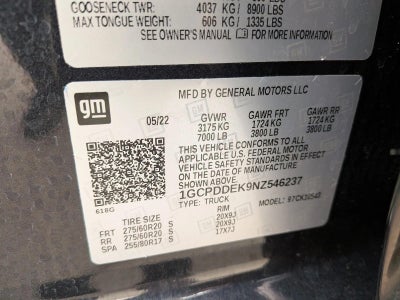 GOOSENECK TWR: 4037 KG / 8900 LBS
MAX TONGUE WEIGHT: 606 KG / 1335 LBS
SEE OWNER'S MANUAL FOR MORE INFORMATION
gm
MFD BY GENERAL MOTORS LLC
05/22 GVWR GAWR FRT GAWR RR
3175 KG 1724 KG 1724 KG
7000 LB 3800 LB 3800 LB
THIS VEHICLE CONFORMS TO ALL
APPLICABLE U.S. FEDERAL MOTOR
VEHICLE SAFETY STANDARDS IN EFFECT
ON THE DATE OF MANUFACTURE
SHOWN ABOVE.
1GCPDDEK9NZ546237
618G
TYPE: TRUCK MODEL:
TIRE SIZE RIM
FRT 275/60R20 S 20X9J
RR 275/60R20 S 20X9J
SPA 255/80R17 S 17X7J